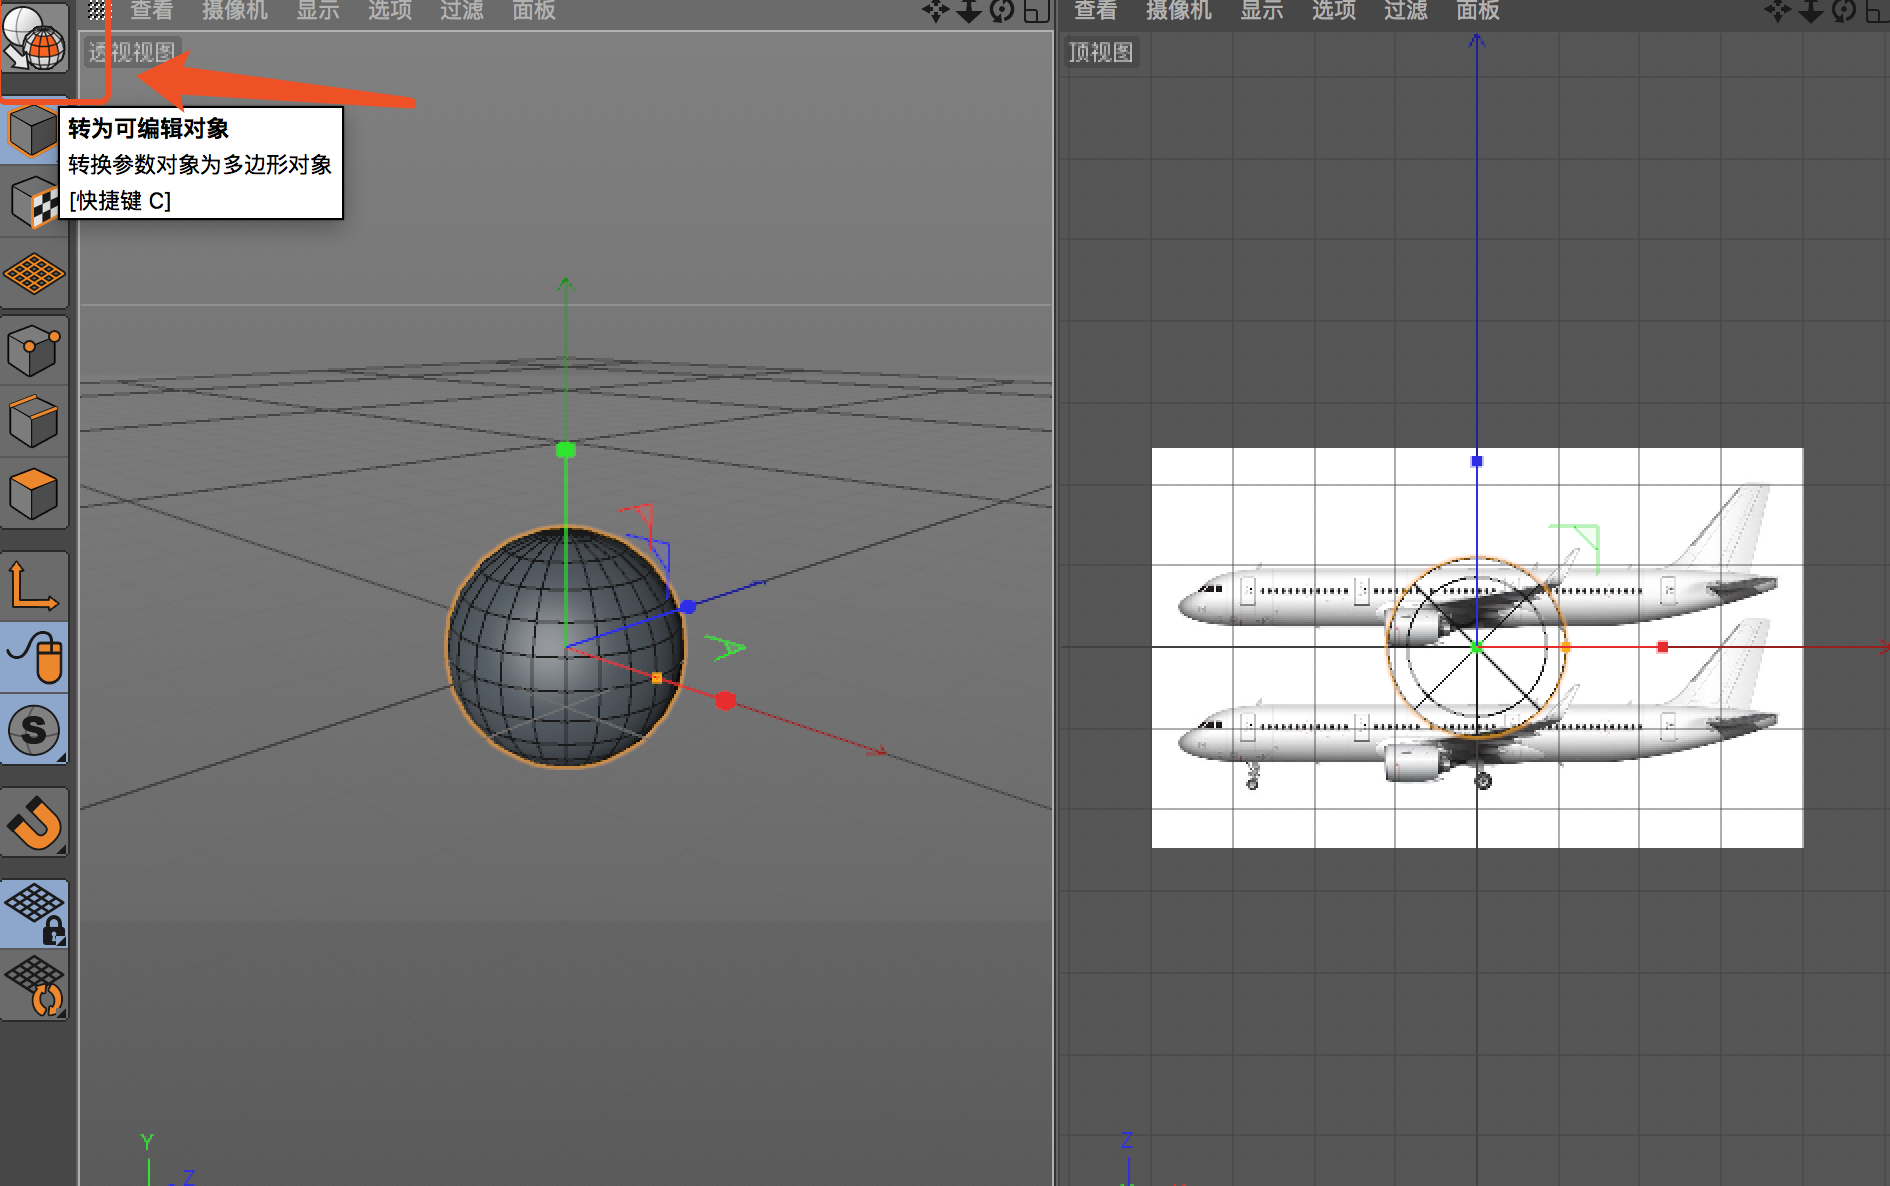 查看 摄像机 显示 选项 过滤 面板
透视视图
转为可编辑对象
转换参数对象为多边形对象
[快捷键 C]
S
Y
Z
查看 摄像机 显示 选项 过滤 面板
顶视图
Z